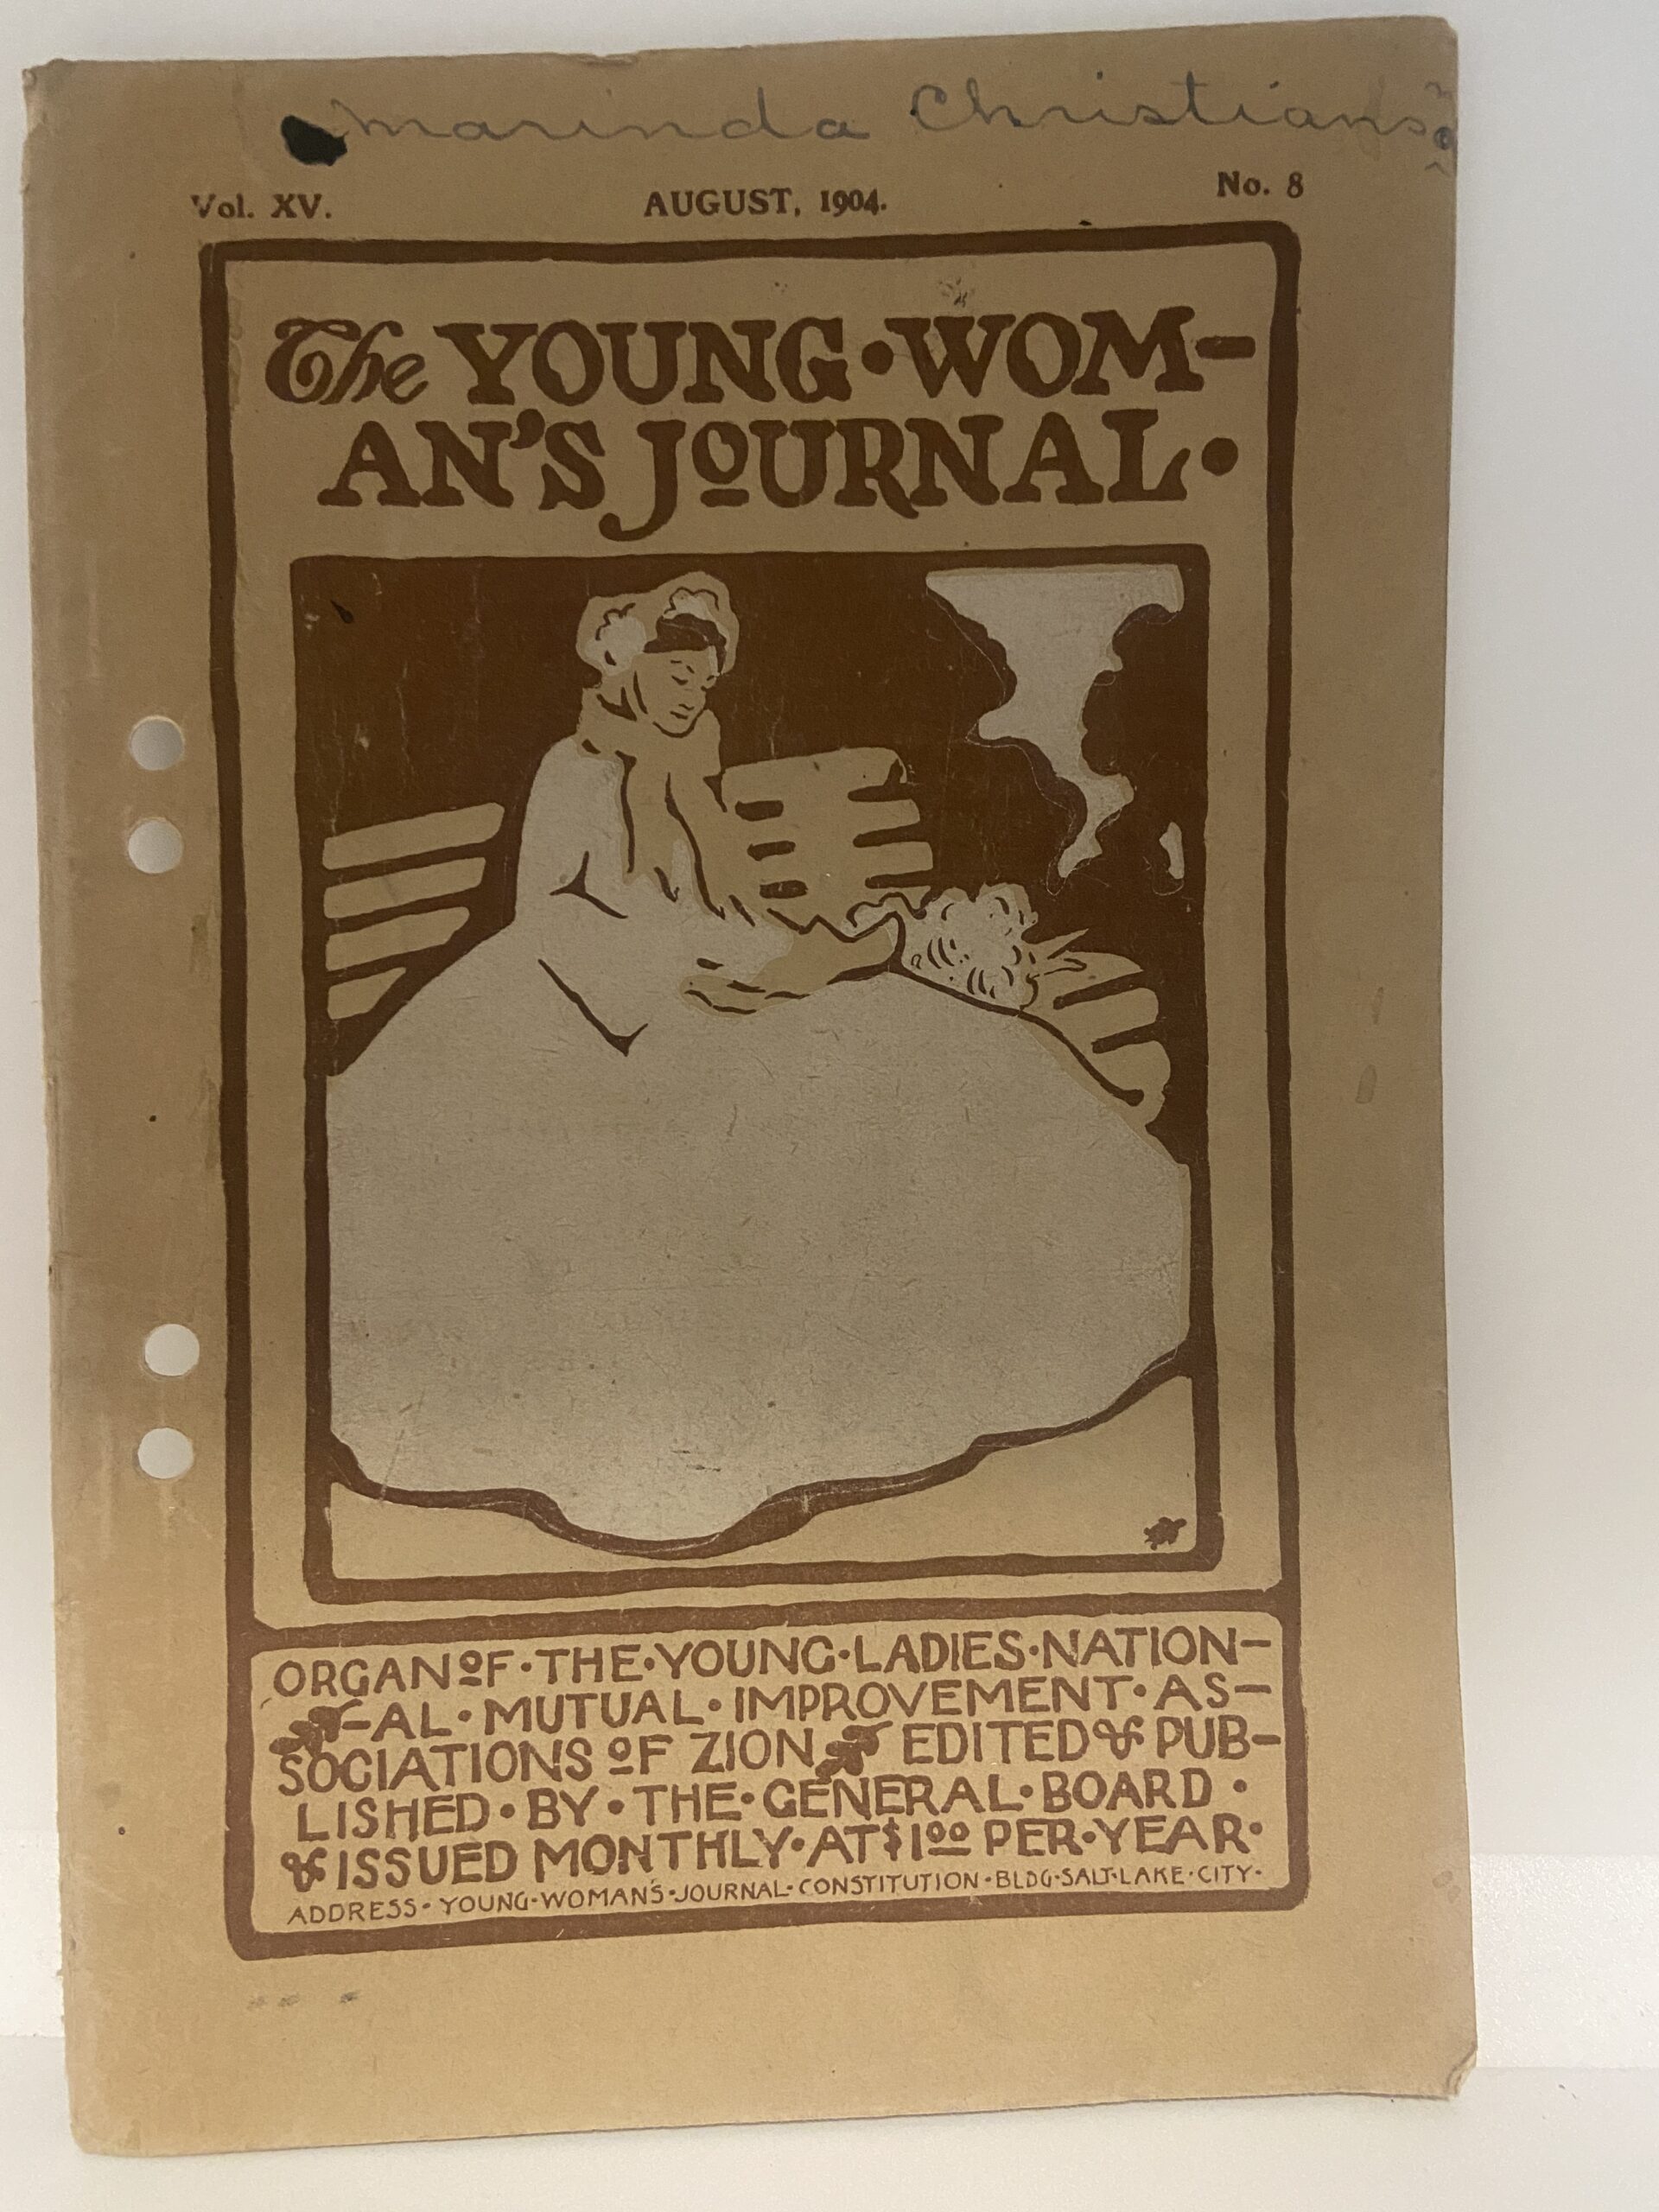 Marinda Christians
Vol. XV. AUGUST, 1904. No. 8
The YOUNG·WOM-
AN'S JOURNAL·
ORGAN OF·THE·YOUNG·LADIES·NATION-
-AL·MUTUAL·IMPROVEMENT·AS-
SOCIATIONS OF ZION EDITED & PUB-
LISHED·BY·THE·GENERAL·BOARD·
& ISSUED MONTHLY·AT $100 PER·YEAR·
ADDRESS·YOUNG·WOMAN'S·JOURNAL·CONSTITUTION·BLDG·SALT·LAKE·CITY·